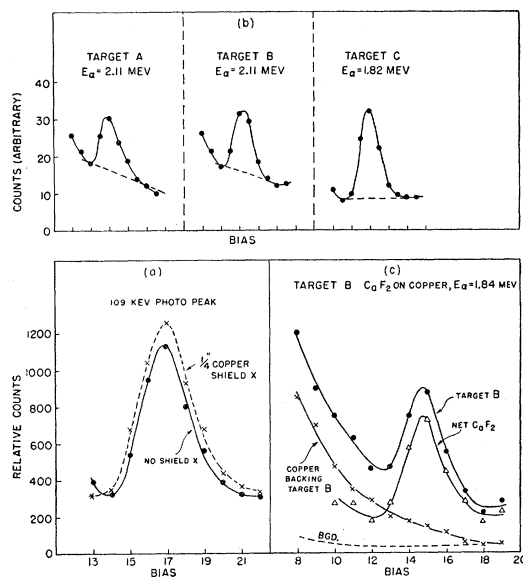 (b)
TARGET A
Eα=2.11 MEV
TARGET B
Eα=2.11 MEV
TARGET C
Eα=1.82 MEV
COUNTS (ARBITRARY)
40
30
20
10
BIAS
(a)
109 KEV PHOTO PEAK
1/4" COPPER
SHIELD X
NO SHIELD X
RELATIVE COUNTS
1200
1000
800
600
400
200
0
13 15 17 19 21
BIAS
(c)
TARGET B CaF2 ON COPPER, Eα=1.84 MEV
TARGET B
NET CaF2
COPPER
BACKING
TARGET B
BGD.
8 10 12 14 16 18 20
BIAS